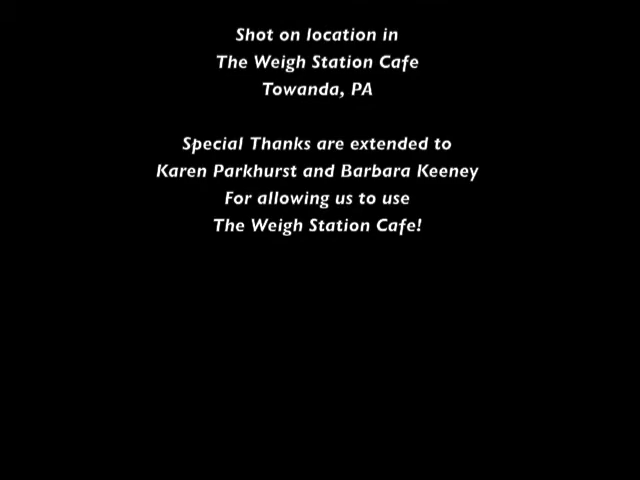 Shot on location in
The Weigh Station Cafe
Towanda, PA
Special Thanks are extended to
Karen Parkhurst and Barbara Keeney
For allowing us to use
The Weigh Station Cafe!